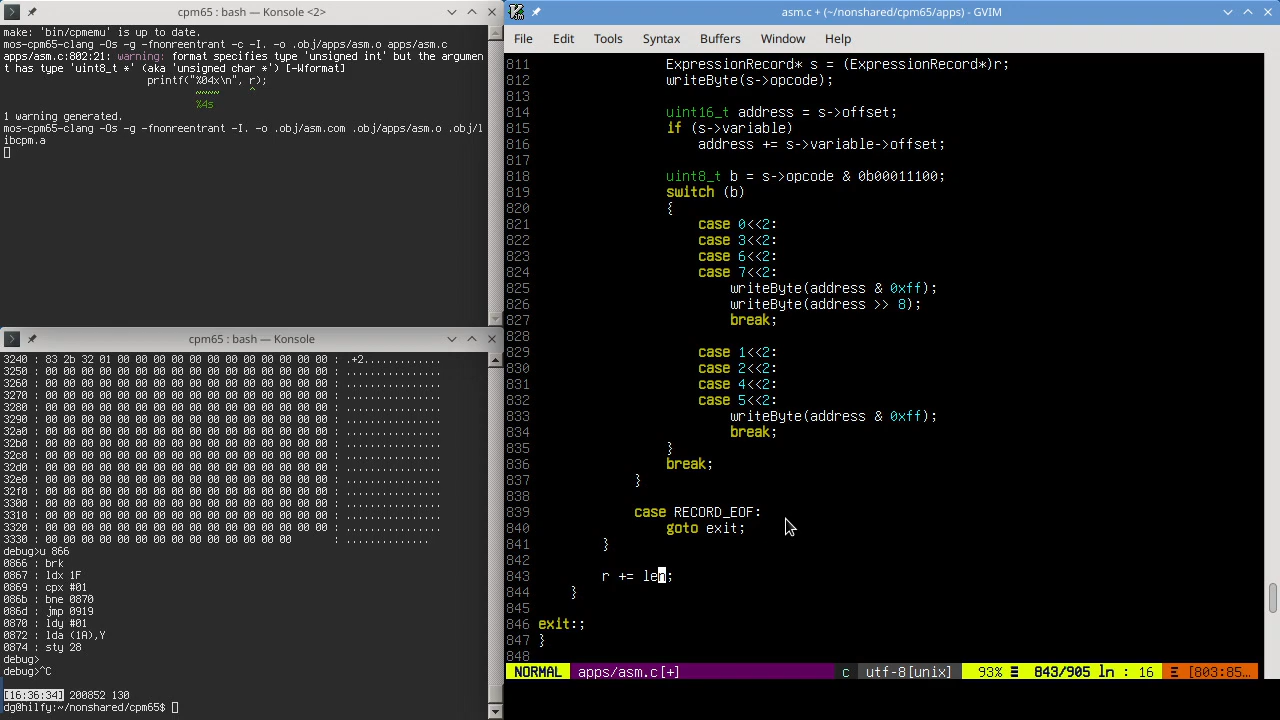 cpm65 : bash — Konsole <2>
make: 'bin/cpmemu' is up to date.
mos-cpm65-clang -Os -g -fnonreentrant -c -I. -o .obj/apps/asm.o apps/asm.c
apps/asm.c:802:21: warning: format specifies type 'unsigned int' but the argumen
t has type 'uint8_t *' (aka 'unsigned char *') [-Wformat]
printf("%04x\n", r);
~~~~ ^
%4s
1 warning generated.
mos-cpm65-clang -Os -g -fnonreentrant -I. -o .obj/asm.com .obj/apps/asm.o .obj/l
ibcpm.a
cpm65 : bash — Konsole
3240 : 83 2b 32 01 00 00 00 00 00 00 00 00 00 00 00 00 : .+2.............
3250 : 00 00 00 00 00 00 00 00 00 00 00 00 00 00 00 00 : ................
3260 : 00 00 00 00 00 00 00 00 00 00 00 00 00 00 00 00 : ................
3270 : 00 00 00 00 00 00 00 00 00 00 00 00 00 00 00 00 : ................
3280 : 00 00 00 00 00 00 00 00 00 00 00 00 00 00 00 00 : ................
3290 : 00 00 00 00 00 00 00 00 00 00 00 00 00 00 00 00 : ................
32a0 : 00 00 00 00 00 00 00 00 00 00 00 00 00 00 00 00 : ................
32b0 : 00 00 00 00 00 00 00 00 00 00 00 00 00 00 00 00 : ................
32c0 : 00 00 00 00 00 00 00 00 00 00 00 00 00 00 00 00 : ................
32d0 : 00 00 00 00 00 00 00 00 00 00 00 00 00 00 00 00 : ................
32e0 : 00 00 00 00 00 00 00 00 00 00 00 00 00 00 00 00 : ................
32f0 : 00 00 00 00 00 00 00 00 00 00 00 00 00 00 00 00 : ................
3300 : 00 00 00 00 00 00 00 00 00 00 00 00 00 00 00 00 : ................
3310 : 00 00 00 00 00 00 00 00 00 00 00 00 00 00 00 00 : ................
3320 : 00 00 00 00 00 00 00 00 00 00 00 00 00 00 00 00 : ................
3330 : 00 00 00 00 00 00 00 00 00 00 00 00 00 00 : ..............
debug>u 866
0866 : brk
0867 : ldx 1F
0869 : cpx #01
086b : bne 0870
086d : jmp 0919
0870 : ldy #01
0872 : lda (1A),Y
0874 : sty 28
debug>
debug>^C
[16:36:34] 200852 130
dg@hilfy:~/nonshared/cpm65$
asm.c + (~/nonshared/cpm65/apps) - GVIM
File Edit Tools Syntax Buffers Window Help
811 ExpressionRecord* s = (ExpressionRecord*)r;
812 writeByte(s->opcode);
813
814 uint16_t address = s->offset;
815 if (s->variable)
816 address += s->variable->offset;
817
818 uint8_t b = s->opcode & 0b00011100;
819 switch (b)
820 {
821 case 0<<2:
822 case 3<<2:
823 case 6<<2:
824 case 7<<2:
825 writeByte(address & 0xff);
826 writeByte(address >> 8);
827 break;
828
829 case 1<<2:
830 case 2<<2:
831 case 4<<2:
832 case 5<<2:
833 writeByte(address & 0xff);
834 break;
835 }
836 break;
837 }
838
839 case RECORD_EOF:
840 goto exit;
841 }
842
843 r += len;
844 }
845
846 exit:;
847 }
848
NORMAL apps/asm.c[+] c utf-8[unix] 93% ☰ 843/905 ln : 16 Ξ [803:85...